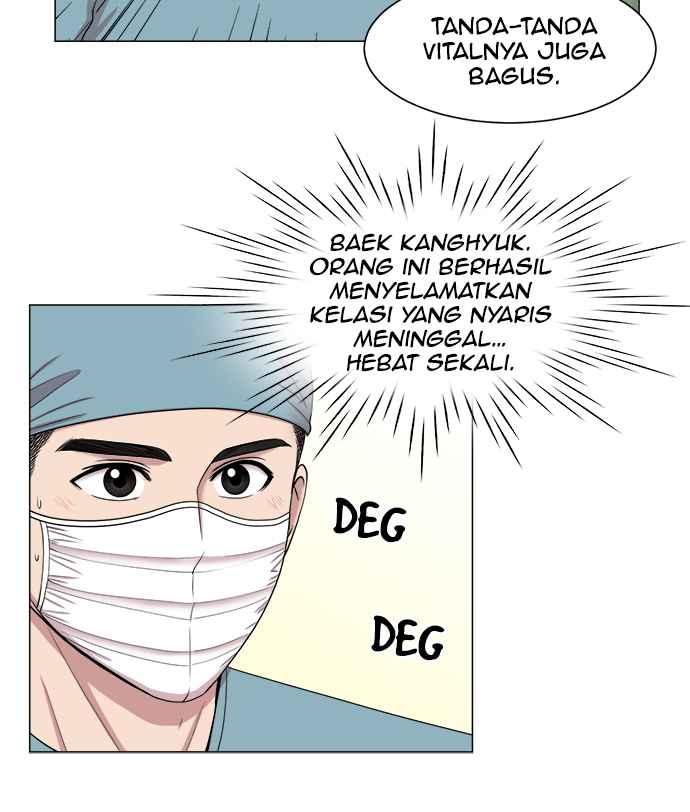 TANDA-TANDA
VITALNYA JUGA
BAGUS.
BAEK KANGHYUK.
ORANG INI BERHASIL
MENYELAMATKAN
KELASI YANG NYARIS
MENINGGAL...
HEBAT SEKALI.
DEG
DEG